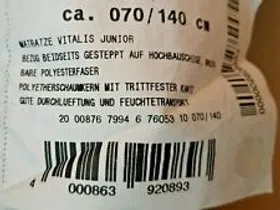 ca. 070/140 CM
MATRATZE VITALIS JUNIOR
BEZUG BEIDSEITS GESTEPPT AUF HOCHBAUSCHIGE,
BARE POLYESTERFASER
POLYETHERSCHAUMKERN MIT TRITTFESTER KANTE
GUTE DURCHLUEFTUNG UND FEUCHTETRANSPORT
20 00876 7994 6 76053 10 070/140
4 000863 920893